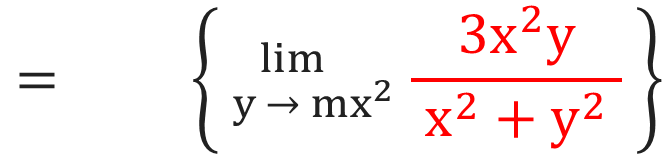 = { lim y → mx² 3x²y / x² + y² }